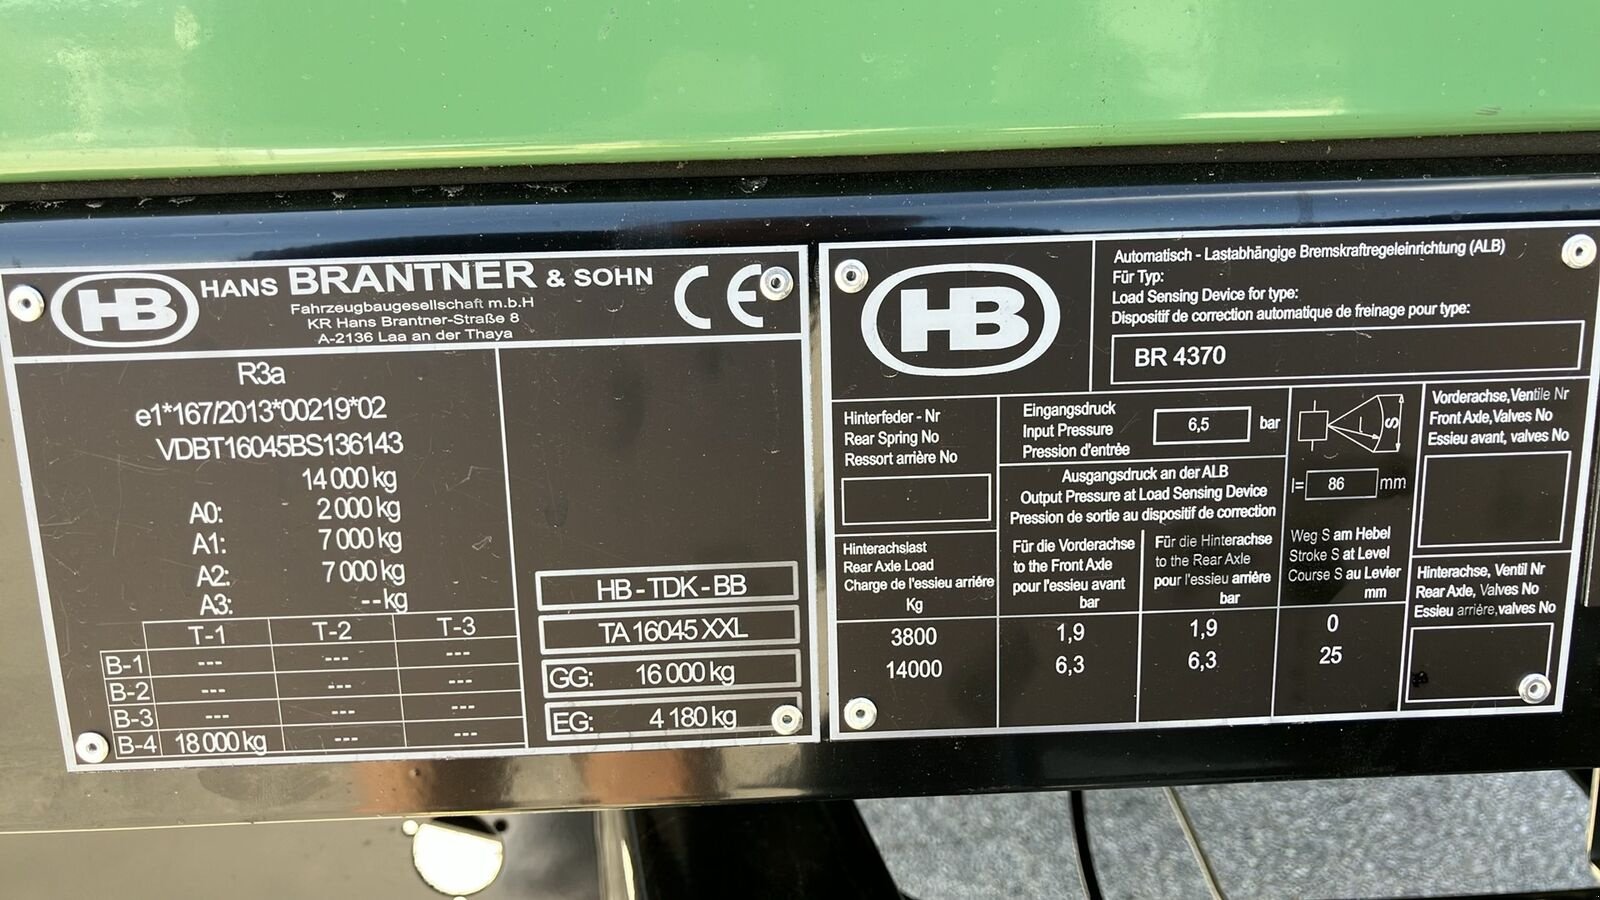 HB HANS BRANTNER & SOHN CE
Fahrzeugbaugesellschaft m.b.H
KR Hans Brantner-Straße 8
A-2136 Laa an der Thaya
R3a
e1*167/2013*00219*02
VDBT16045BS136143
14 000 kg
A0: 2 000 kg
A1: 7 000 kg
A2: 7 000 kg
A3: --kg
T-1 T-2 T-3
B-1 --- --- ---
B-2 --- --- ---
B-3 --- --- ---
B-4 18 000 kg --- ---
HB - TDK - BB
TA 16045 XXL
GG: 16 000 kg
EG: 4 180 kg
HB
Automatisch - Lastabhängige Bremskraftregeleinrichtung (ALB)
Für Typ:
Load Sensing Device for type:
Dispositif de correction automatique de freinage pour type:
BR 4370
Hinterfeder - Nr
Rear Spring No
Ressort arrière No
Eingangsdruck
Input Pressure
Pression d'entrée
6,5 bar
Ausgangsdruck an der ALB
Output Pressure at Load Sensing Device
Pression de sortie au dispositif de correction
L S
l= 86 mm
Vorderachse, Ventile Nr
Front Axle, Valves No
Essieu avant, valves No
Hinterachslast
Rear Axle Load
Charge de l'essieu arriére
Kg
Für die Vorderachse
to the Front Axle
pour l'essieu avant
bar
Für die Hinterachse
to the Rear Axle
pour l'essieu arriére
bar
Weg S am Hebel
Stroke S at Level
Course S au Levier
mm
Hinterachse, Ventil Nr
Rear Axle, Valves No
Essieu arriére, valves No
3800 1,9 1,9 0
14000 6,3 6,3 25